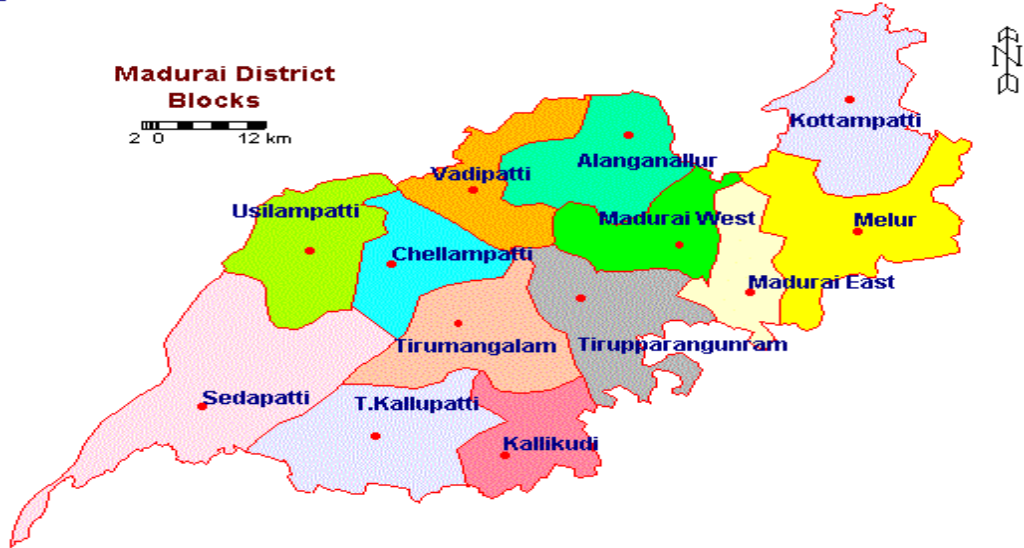 Madurai District
Blocks
2 0 12 km
N
Kottampatti
Alanganallur
Vadipatti
Usilampatti
Madurai West
Melur
Chellampatti
Madurai East
Tirumangalam
Tirupparangunram
Sedapatti
T.Kallupatti
Kallikudi